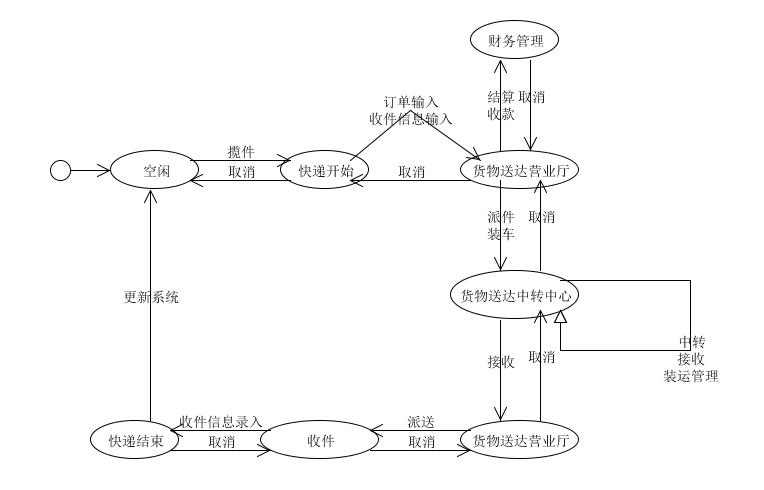 财务管理
结算
收款
取消
订单输入
收件信息输入
空闲
揽件
取消
快递开始
取消
货物送达营业厅
派件
装车
取消
货物送达中转中心
中转
接收
装运管理
更新系统
接收
取消
快递结束
收件信息录入
取消
收件
派送
取消
货物送达营业厅